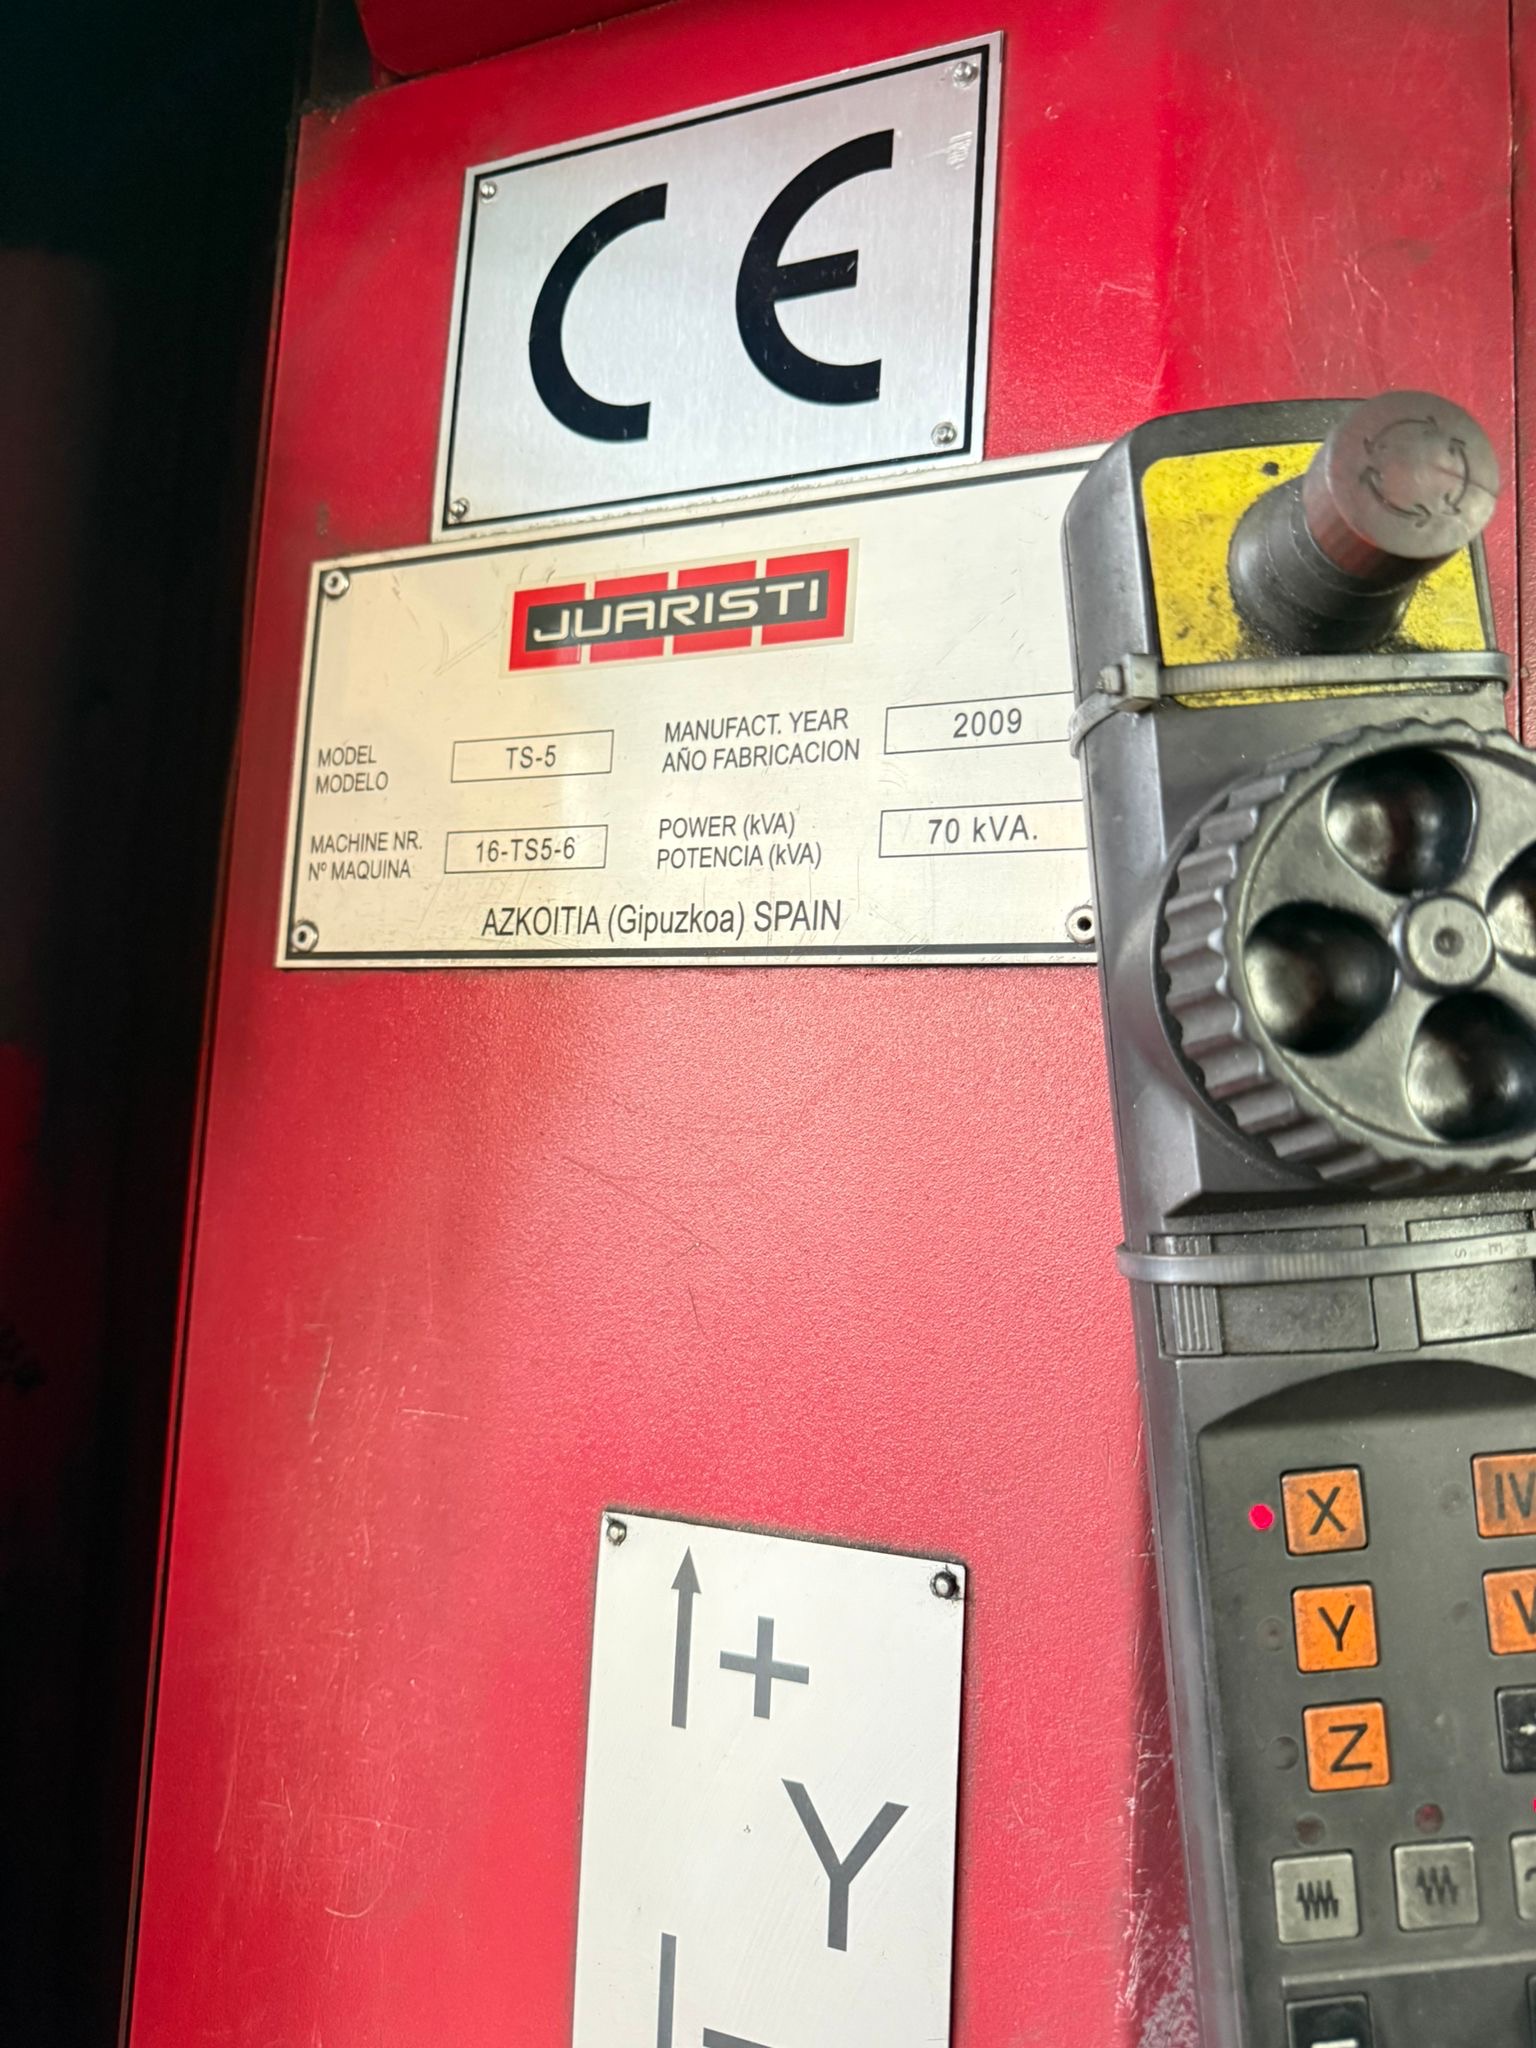 CE
JUARISTI
MODEL
MODELO
TS-5
MANUFACT. YEAR
AÑO FABRICACION
2009
MACHINE NR.
Nº MAQUINA
16-TS5-6
POWER (kVA)
POTENCIA (kVA)
70 kVA.
AZKOITIA (Gipuzkoa) SPAIN
+
Y
X
IV
Y
Z